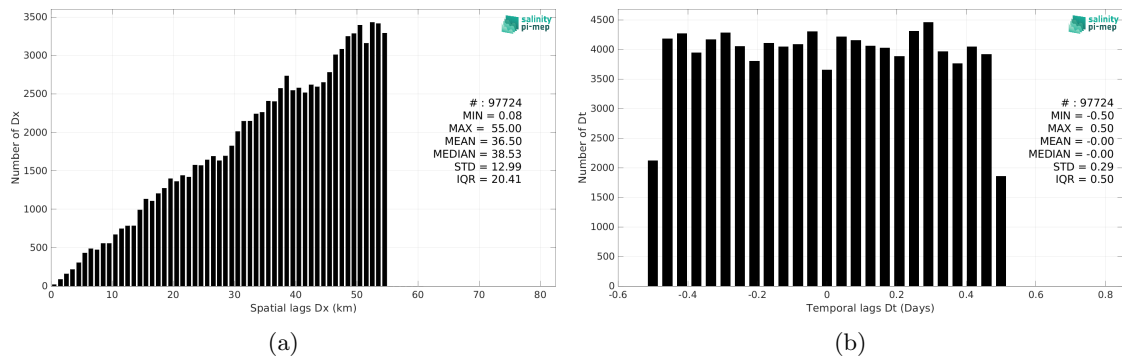 3500
3000
2500
2000
1500
1000
500
0
Number of Dx
0
10
20
30
40
50
60
70
80
Spatial lags Dx (km)
salinity
pi-mep
# : 97724
MIN = 0.08
MAX = 55.00
MEAN = 36.50
MEDIAN = 38.53
STD = 12.99
IQR = 20.41
(a)
4500
4000
3500
3000
2500
2000
1500
1000
500
0
Number of Dt
-0.6
-0.4
-0.2
0
0.2
0.4
0.6
0.8
Temporal lags Dt (Days)
salinity
pi-mep
# : 97724
MIN = -0.50
MAX = 0.50
MEAN = -0.00
MEDIAN = -0.00
STD = 0.29
IQR = 0.50
(b)